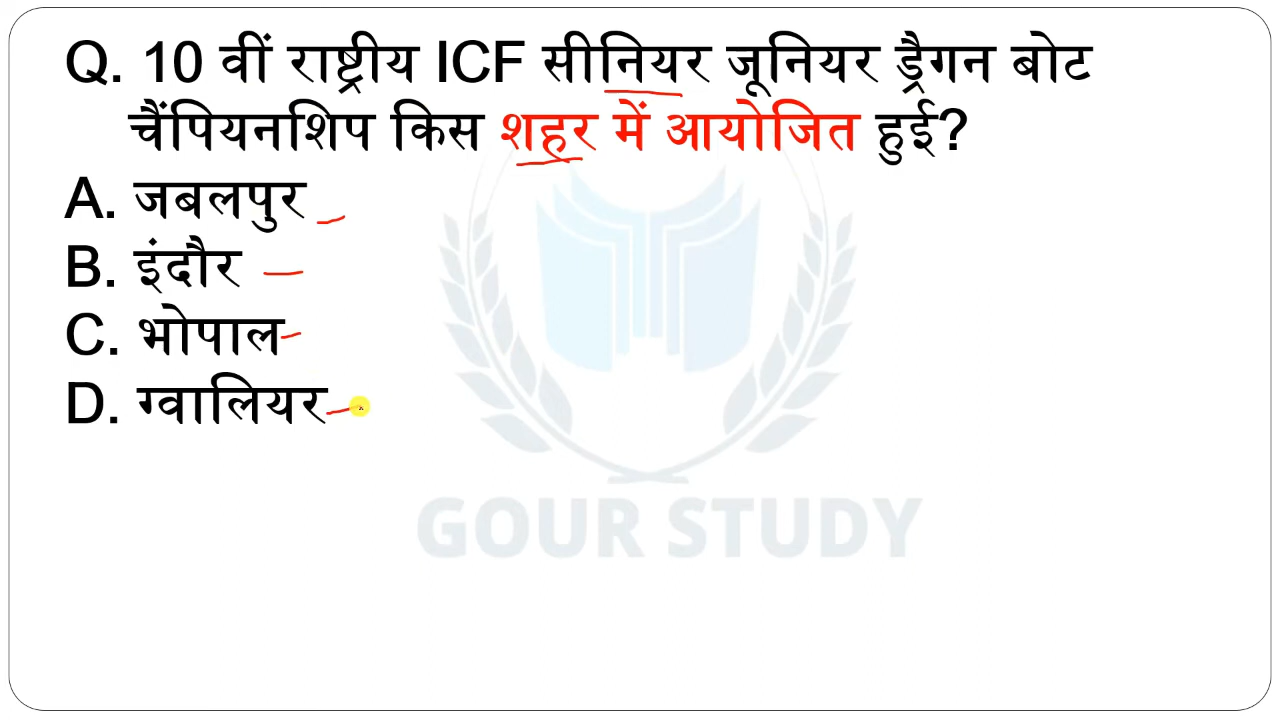 Q. 10 वीं राष्ट्रीय ICF सीनियर जूनियर ड्रैगन बोट
चैंपियनशिप किस शहर में आयोजित हुई?
A. जबलपुर
B. इंदौर
C. भोपाल
D. ग्वालियर
GOUR STUDY